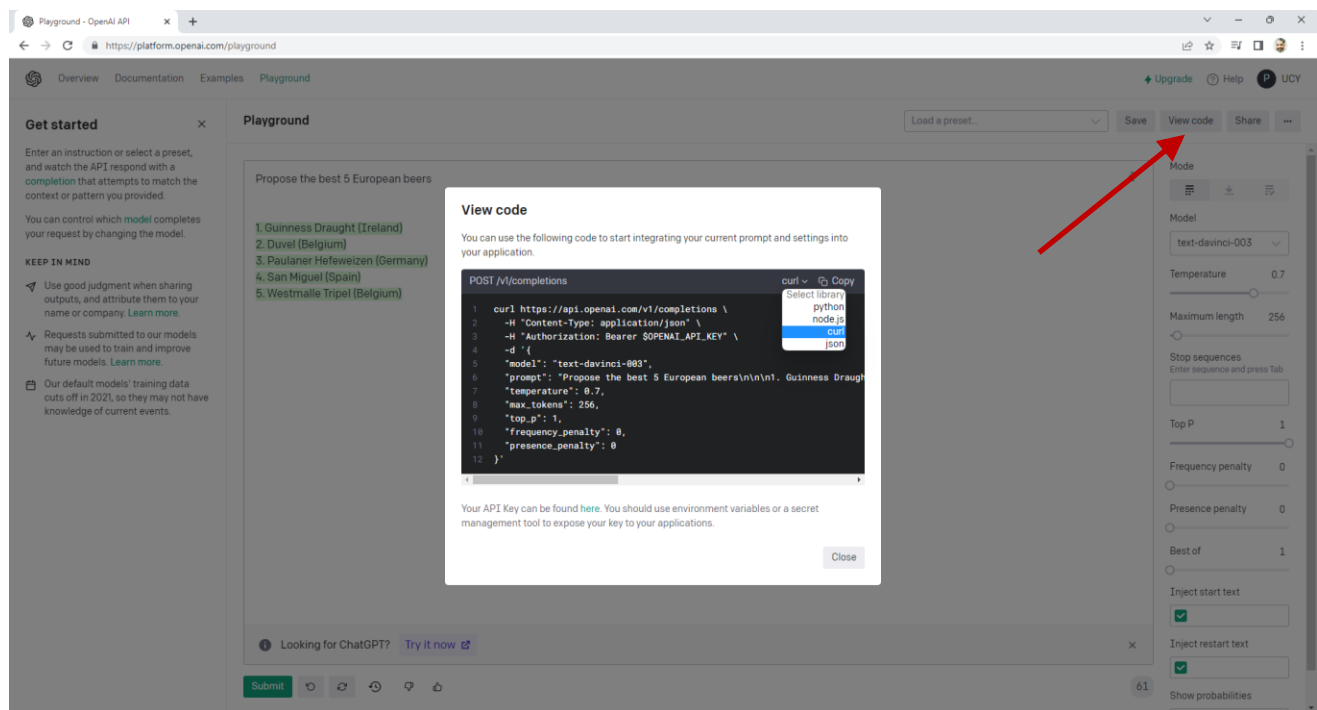 Playground - OpenAI API
https://platform.openai.com/playground
Overview Documentation Examples Playground
Upgrade Help P UCY
Get started
Enter an instruction or select a preset,
and watch the API respond with a
completion that attempts to match the
context or pattern you provided.
You can control which model completes
your request by changing the model.
KEEP IN MIND
Use good judgment when sharing
outputs, and attribute them to your
name or company. Learn more.
Requests submitted to our models
may be used to train and improve
future models. Learn more.
Our default models' training data
cuts off in 2021, so they may not have
knowledge of current events.
Playground
Load a preset...
Save
View code
Share
Propose the best 5 European beers
1. Guinness Draught (Ireland)
2. Duvel (Belgium)
3. Paulaner Hefeweizen (Germany)
4. San Miguel (Spain)
5. Westmalle Tripel (Belgium)
View code
You can use the following code to start integrating your current prompt and settings into
your application.
POST /v1/completions
curl Copy
Select library
python
node.js
curl
json
1 curl https://api.openai.com/v1/completions \
2 -H "Content-Type: application/json" \
3 -H "Authorization: Bearer $OPENAI_API_KEY" \
4 -d '{
5 "model": "text-davinci-003",
6 "prompt": "Propose the best 5 European beers\n\n\n1. Guinness Draugh
7 "temperature": 0.7,
8 "max_tokens": 256,
9 "top_p": 1,
10 "frequency_penalty": 0,
11 "presence_penalty": 0
12 }'
Your API Key can be found here. You should use environment variables or a secret
management tool to expose your key to your applications.
Close
Looking for ChatGPT? Try it now
Submit
61
Mode
Model
text-davinci-003
Temperature 0.7
Maximum length 256
Stop sequences
Enter sequence and press Tab
Top P 1
Frequency penalty 0
Presence penalty 0
Best of 1
Inject start text
Inject restart text
Show probabilities